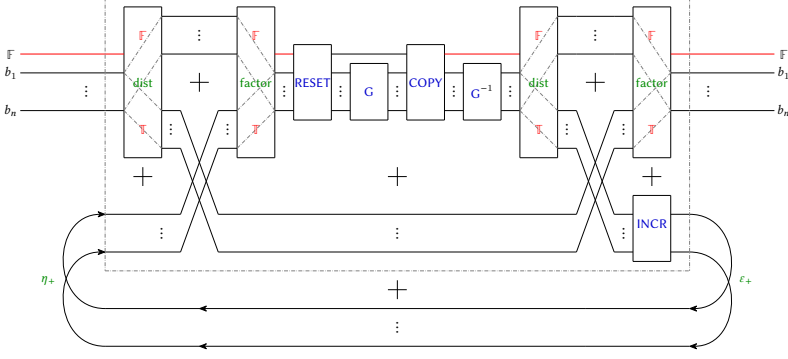 𝔽 𝔽 ⋮ 𝔽 𝔽 ⋮ 𝔽 𝔽
b₁ dist + factor RESET G COPY G⁻¹ dist + factor b₁
⋮ ⋮ ⋮ ⋮ ⋮ ⋮ ⋮ ⋮
bₙ 𝕋 ⋮ ⋮ 𝕋 𝕋 ⋮ ⋮ 𝕋 bₙ
+ + +
⋮ ⋮ ⋮ INCR
η₊ + ε₊
⋮